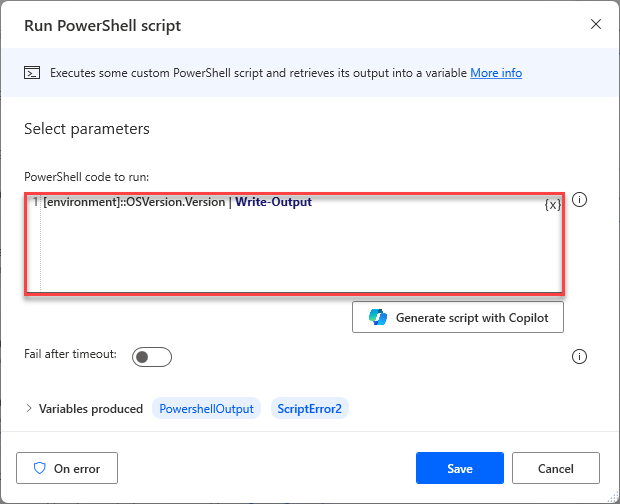 Run PowerShell script
Executes some custom PowerShell script and retrieves its output into a variable More info
Select parameters
PowerShell code to run:
1 [environment]::OSVersion.Version | Write-Output {x}
Generate script with Copilot
Fail after timeout:
Variables produced PowershellOutput ScriptError2
On error Save Cancel